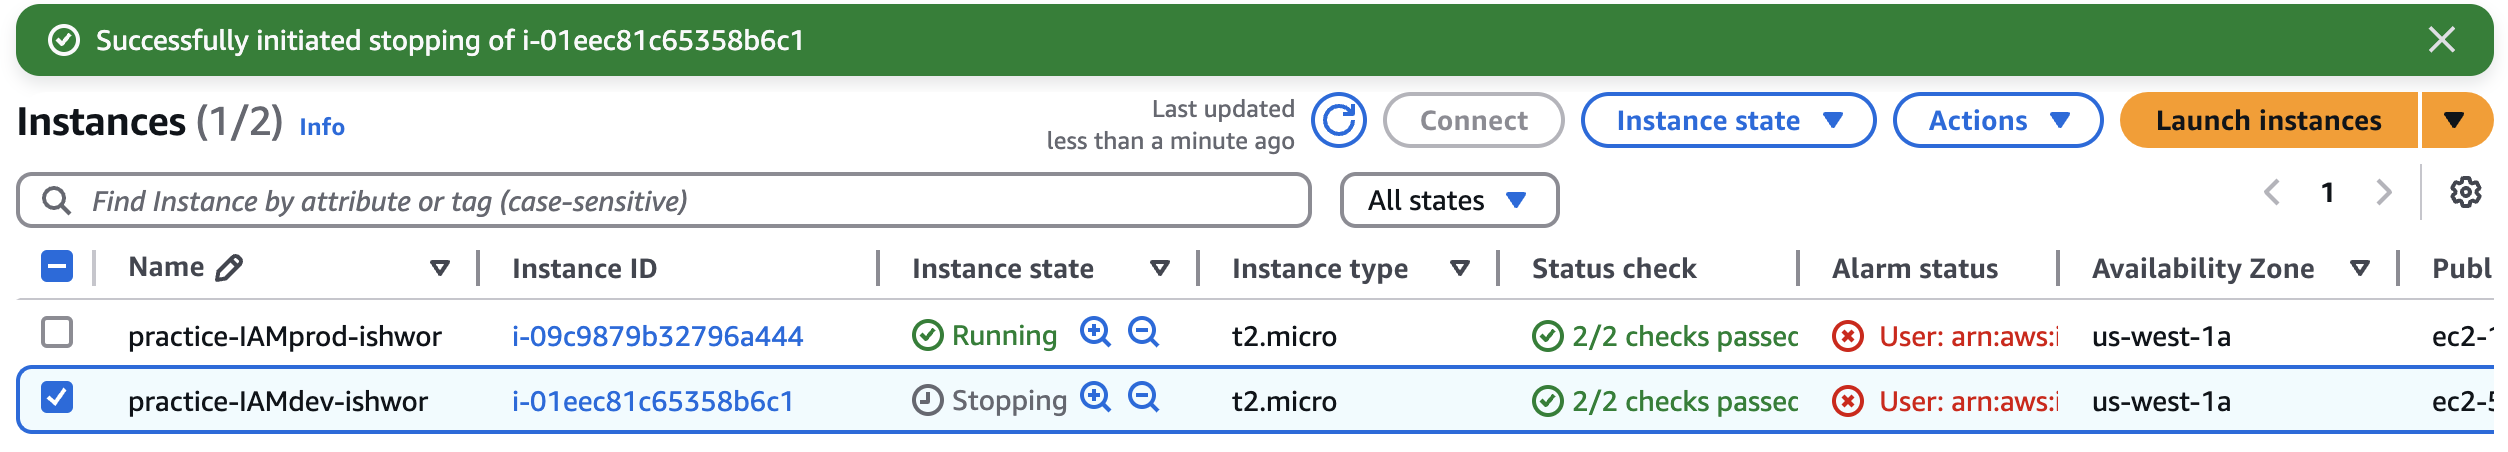 Successfully initiated stopping of i-01eec81c65358b6c1
Instances (1/2) Info
Last updated
less than a minute ago
Connect
Instance state
Actions
Launch instances
Find Instance by attribute or tag (case-sensitive)
All states
1
Name Instance ID Instance state Instance type Status check Alarm status Availability Zone Publ
practice-IAMprod-ishwor i-09c9879b32796a444 Running t2.micro 2/2 checks passec User: arn:aws:i us-west-1a ec2-1
practice-IAMdev-ishwor i-01eec81c65358b6c1 Stopping t2.micro 2/2 checks passec User: arn:aws:i us-west-1a ec2-5